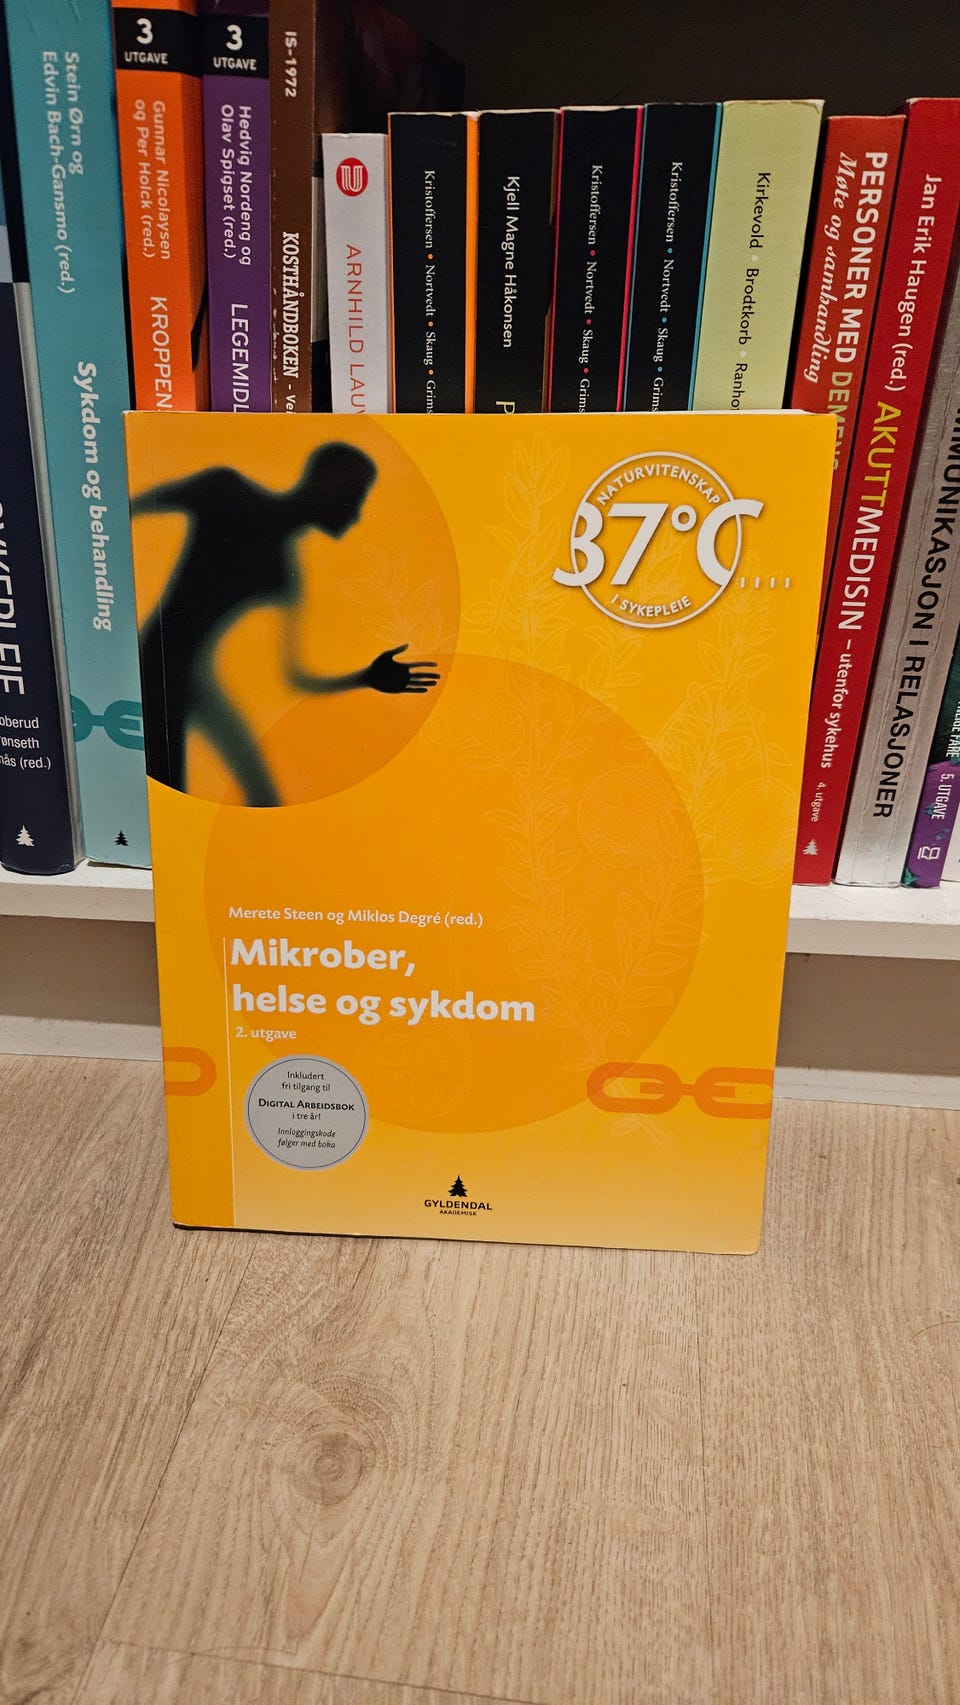 Stein Ørn og
Edvin Bach-Gansmo (red.)
Sykdom og behandling
3
UTGAVE
Gunnar Nicolaysen
og Per Holck (red.)
KROPPEN
3
UTGAVE
Hedvig Nordeng og
Olav Spigset (red.)
IS-1972
KOSTHÅNDBOKEN –
U
ARNHILD
Kristoffersen • Nortvedt • Skaug •
Kjell Magne Håkonsen
Kristoffersen • Nortvedt • Skaug •
Kristoffersen • Nortvedt • Skaug •
Kirkevold • Brodtkorb •
PERSONER MED DEMENS
Møte og samhandling
Jan Erik Haugen (red.)
AKUTTMEDISIN – utenfor sykehus
4. utgave
I RELASJONER
5. UTGAVE
(red.)
NATURVITENSKAP
37°C
I SYKEPLEIE
Merete Steen og Miklos Degré (red.)
Mikrober,
helse og sykdom
2. utgave
Inkludert
fri tilgang til
DIGITAL ARBEIDSBOK
i tre år!
Innloggingskode
følger med boka
GYLDENDAL
AKADEMISK